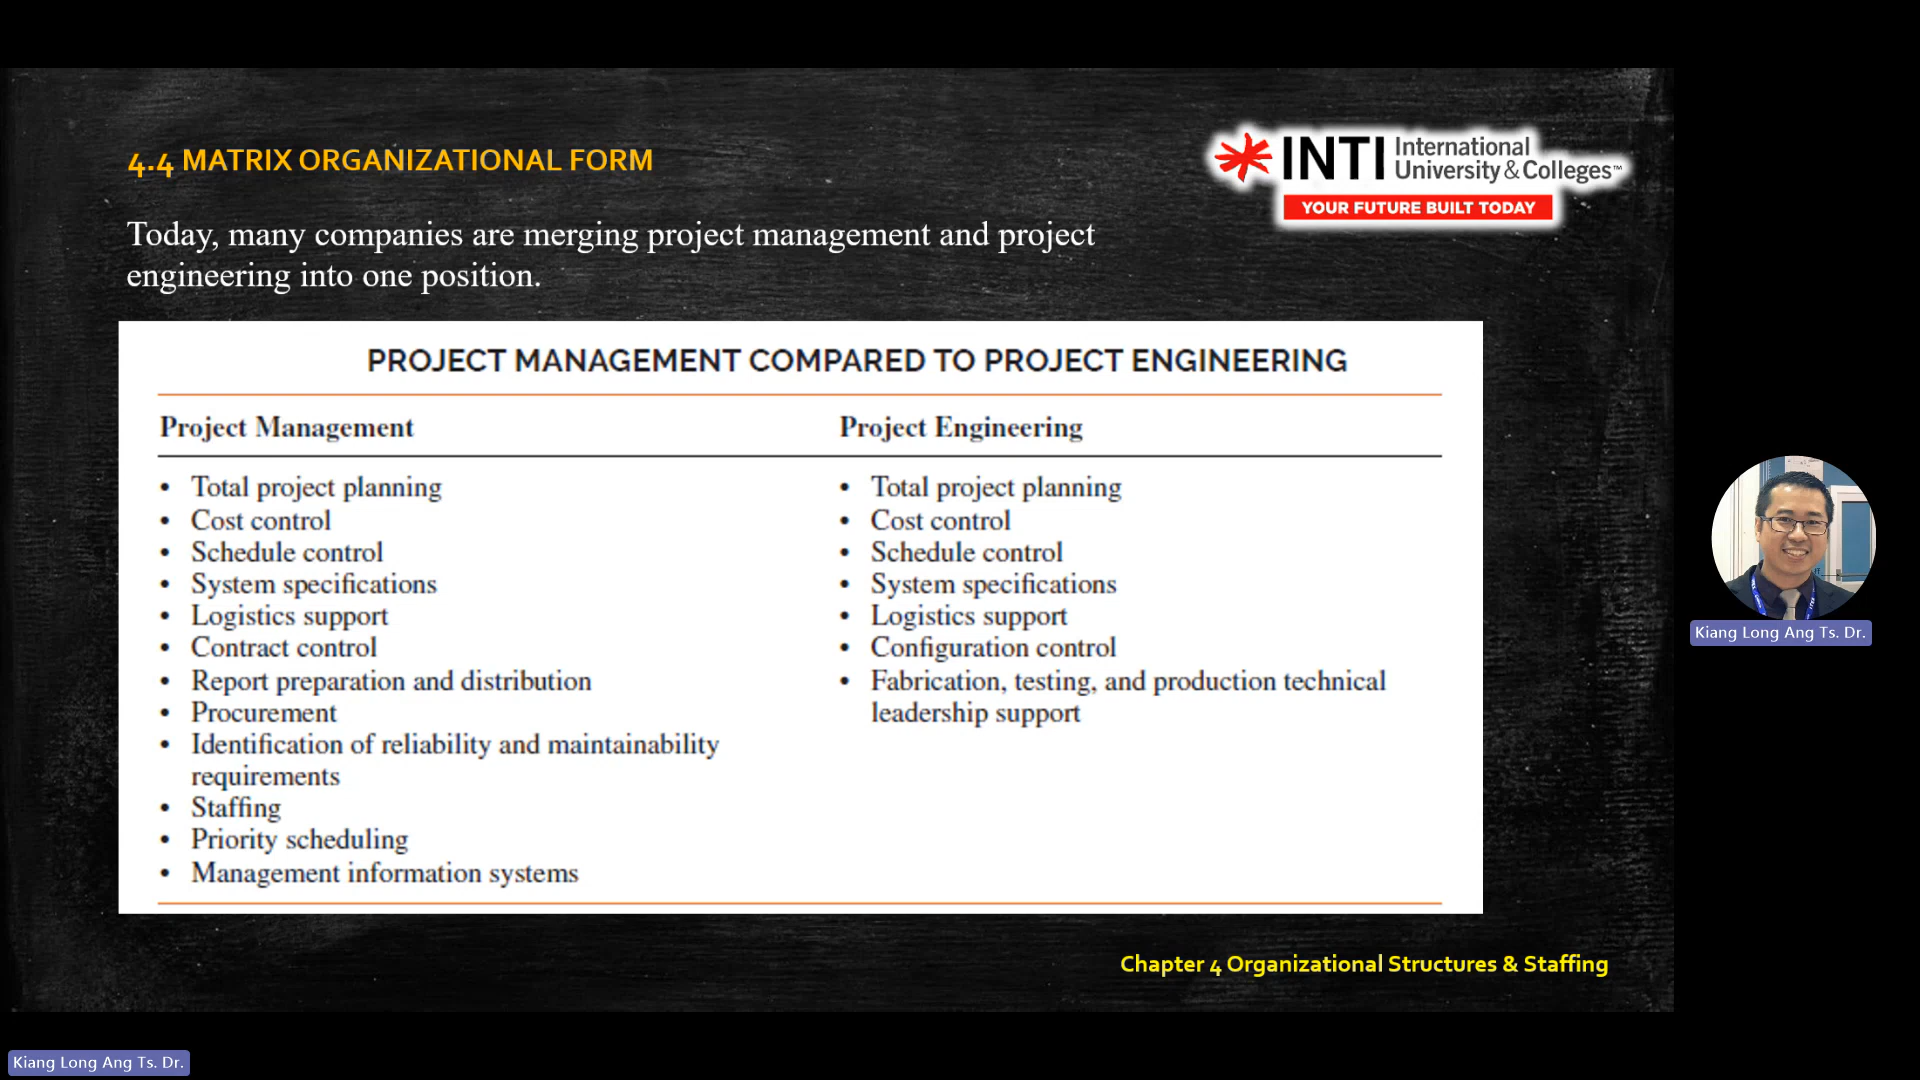 4.4 MATRIX ORGANIZATIONAL FORM
INTI International
University & Colleges™
YOUR FUTURE BUILT TODAY
Today, many companies are merging project management and project
engineering into one position.
PROJECT MANAGEMENT COMPARED TO PROJECT ENGINEERING
Project Management
• Total project planning
• Cost control
• Schedule control
• System specifications
• Logistics support
• Contract control
• Report preparation and distribution
• Procurement
• Identification of reliability and maintainability
requirements
• Staffing
• Priority scheduling
• Management information systems
Project Engineering
• Total project planning
• Cost control
• Schedule control
• System specifications
• Logistics support
• Configuration control
• Fabrication, testing, and production technical
leadership support
Chapter 4 Organizational Structures & Staffing
Kiang Long Ang Ts. Dr.
Kiang Long Ang Ts. Dr.